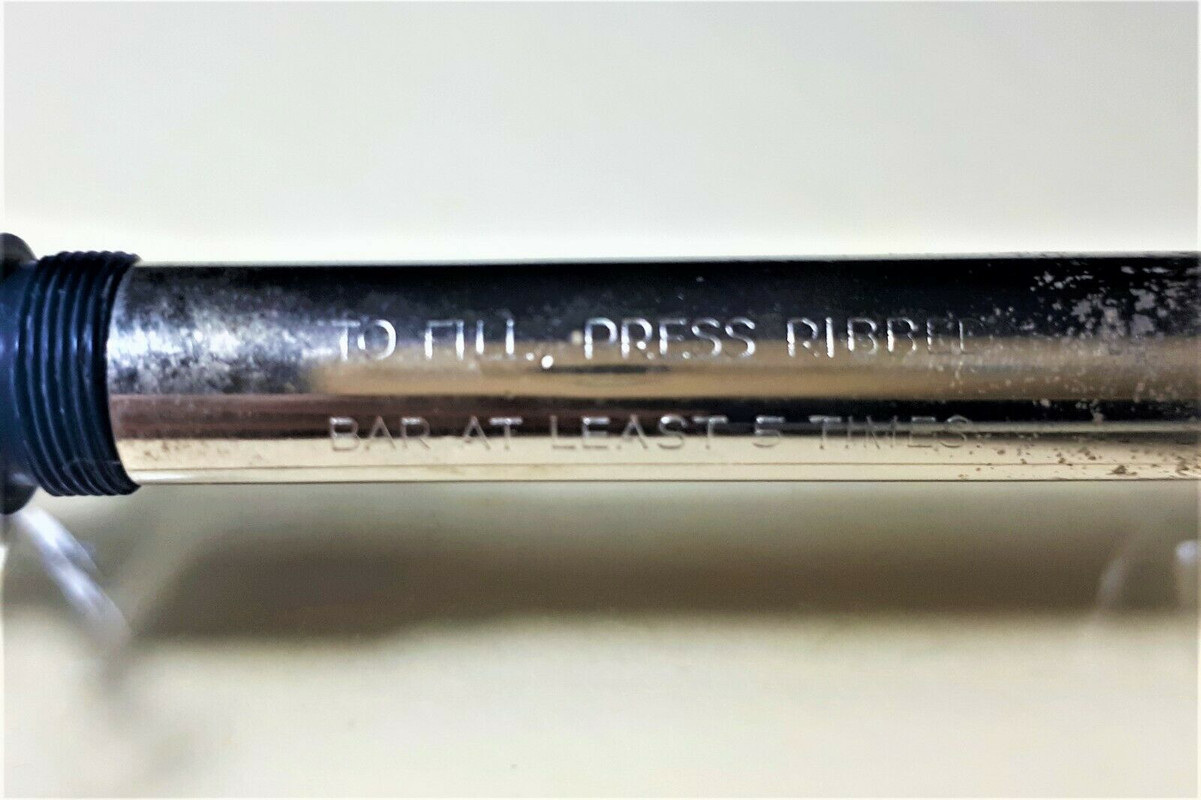 TO FILL, PRESS RIBBED
BAR AT LEAST 5 TIMES.